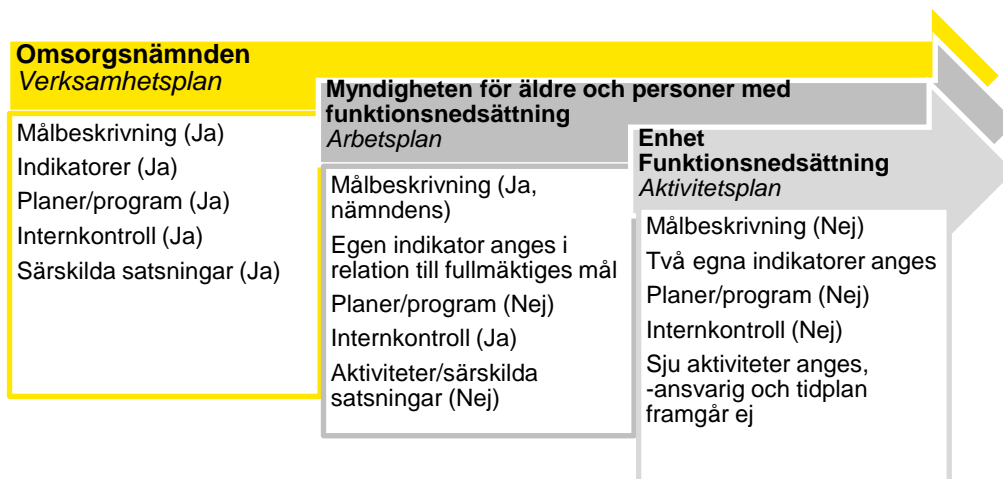 Omsorgsnämnden
Verksamhetsplan
Målbeskrivning (Ja)
Indikatorer (Ja)
Planer/program (Ja)
Internkontroll (Ja)
Särskilda satsningar (Ja)
Myndigheten för äldre och personer med
funktionsnedsättning
Arbetsplan
Målbeskrivning (Ja,
nämndens)
Egen indikator anges i
relation till fullmäktiges mål
Planer/program (Nej)
Internkontroll (Ja)
Aktiviteter/särskilda
satsningar (Nej)
Enhet
Funktionsnedsättning
Aktivitetsplan
Målbeskrivning (Nej)
Två egna indikatorer anges
Planer/program (Nej)
Internkontroll (Nej)
Sju aktiviteter anges,
-ansvarig och tidplan
framgår ej